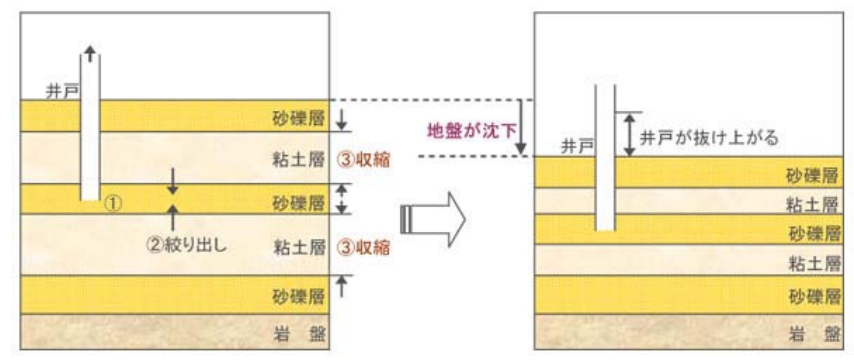 井戸
砂礫層
粘土層
③収縮
①
砂礫層
②絞り出し
粘土層
③収縮
砂礫層
岩 盤
地盤が沈下
井戸
井戸が抜け上がる
砂礫層
粘土層
砂礫層
粘土層
砂礫層
岩 盤